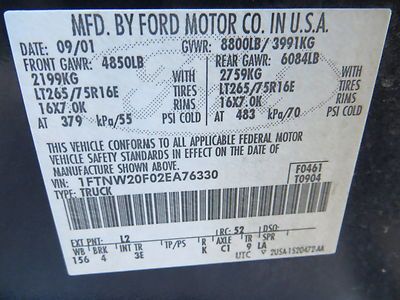 MFD. BY FORD MOTOR CO. IN U.S.A.
DATE: 09/01 GVWR: 8800LB/ 3991KG
FRONT GAWR: 4850LB REAR GAWR: 6084LB
2199KG WITH 2759KG WITH
LT265/75R16E TIRES LT265/75R16E TIRES
16X7.0K RIMS 16X7.0K RIMS
AT 379 kPa/55 PSI COLD AT 483 kPa/70 PSI COLD
THIS VEHICLE CONFORMS TO ALL APPLICABLE FEDERAL MOTOR
VEHICLE SAFETY STANDARDS IN EFFECT ON THE DATE OF
MANUFACTURE SHOWN ABOVE.
VIN: 1FTNW20F02EA76330 F0461
TYPE: TRUCK T0904
EXT PNT: L2 RC: 52 DSO:
WB BRK INT TR TP/PS R AXLE TR SPR
156 4 3E K C1 9 LA
UTC